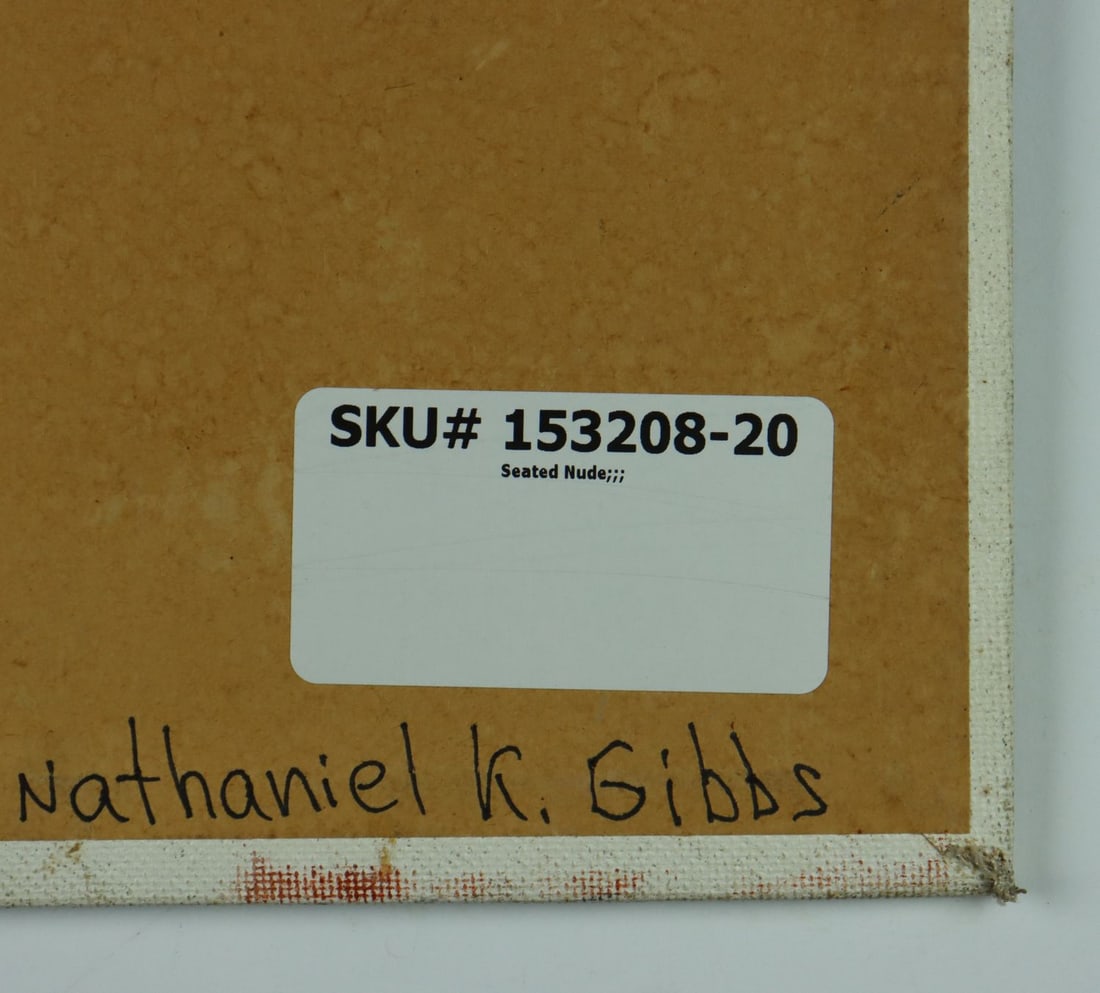 SKU# 153208-20
Seated Nude;;;
Nathaniel K. Gibbs